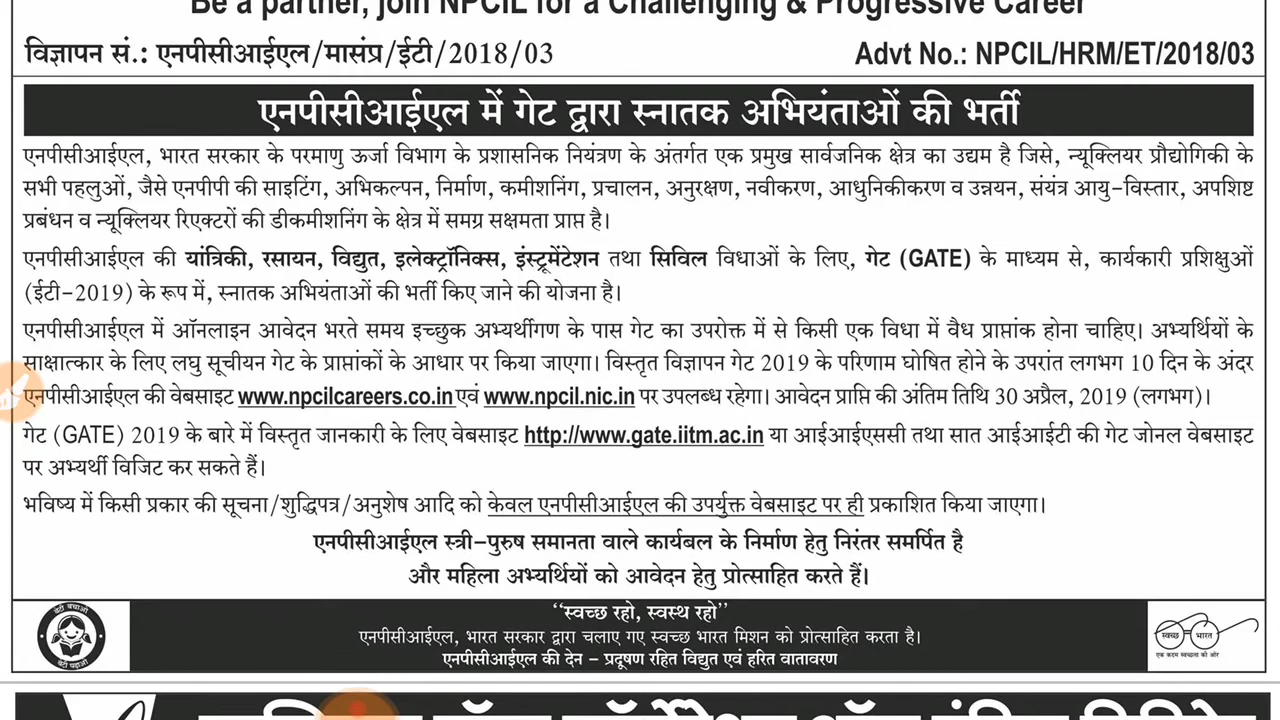 Be a partner, join NPCIL for a Challenging & Progressive Career
विज्ञापन सं.: एनपीसीआईएल/मासंप्र/ईटी/2018/03
Advt No.: NPCIL/HRM/ET/2018/03
एनपीसीआईएल में गेट द्वारा स्नातक अभियंताओं की भर्ती
एनपीसीआईएल, भारत सरकार के परमाणु ऊर्जा विभाग के प्रशासनिक नियंत्रण के अंतर्गत एक प्रमुख सार्वजनिक क्षेत्र का उद्यम है जिसे, न्यूक्लियर प्रौद्योगिकी के
सभी पहलुओं, जैसे एनपीपी की साइटिंग, अभिकल्पन, निर्माण, कमीशनिंग, प्रचालन, अनुरक्षण, नवीकरण, आधुनिकीकरण व उन्नयन, संयंत्र आयु-विस्तार, अपशिष्ट
प्रबंधन व न्यूक्लियर रिएक्टरों की डीकमीशनिंग के क्षेत्र में समग्र सक्षमता प्राप्त है।
एनपीसीआईएल की यांत्रिकी, रसायन, विद्युत, इलेक्ट्रॉनिक्स, इंस्ट्रूमेंटेशन तथा सिविल विधाओं के लिए, गेट (GATE) के माध्यम से, कार्यकारी प्रशिक्षुओं
(ईटी-2019) के रूप में, स्नातक अभियंताओं की भर्ती किए जाने की योजना है।
एनपीसीआईएल में ऑनलाइन आवेदन भरते समय इच्छुक अभ्यर्थीगण के पास गेट का उपरोक्त में से किसी एक विधा में वैध प्राप्तांक होना चाहिए। अभ्यर्थियों के
साक्षात्कार के लिए लघु सूचीयन गेट के प्राप्तांकों के आधार पर किया जाएगा। विस्तृत विज्ञापन गेट 2019 के परिणाम घोषित होने के उपरांत लगभग 10 दिन के अंदर
एनपीसीआईएल की वेबसाइट www.npcilcareers.co.in एवं www.npcil.nic.in पर उपलब्ध रहेगा। आवेदन प्राप्ति की अंतिम तिथि 30 अप्रैल, 2019 (लगभग)।
गेट (GATE) 2019 के बारे में विस्तृत जानकारी के लिए वेबसाइट http://www.gate.iitm.ac.in या आईआईएससी तथा सात आईआईटी की गेट जोनल वेबसाइट
पर अभ्यर्थी विजिट कर सकते हैं।
भविष्य में किसी प्रकार की सूचना/शुद्धिपत्र/अनुशेष आदि को केवल एनपीसीआईएल की उपर्युक्त वेबसाइट पर ही प्रकाशित किया जाएगा।
एनपीसीआईएल स्त्री-पुरुष समानता वाले कार्यबल के निर्माण हेतु निरंतर समर्पित है
और महिला अभ्यर्थियों को आवेदन हेतु प्रोत्साहित करते हैं।
बेटी बचाओ
बेटी पढ़ाओ
“स्वच्छ रहो, स्वस्थ रहो”
एनपीसीआईएल, भारत सरकार द्वारा चलाए गए स्वच्छ भारत मिशन को प्रोत्साहित करता है।
एनपीसीआईएल की देन - प्रदूषण रहित विद्युत एवं हरित वातावरण
स्वच्छ भारत
एक कदम स्वच्छता की ओर